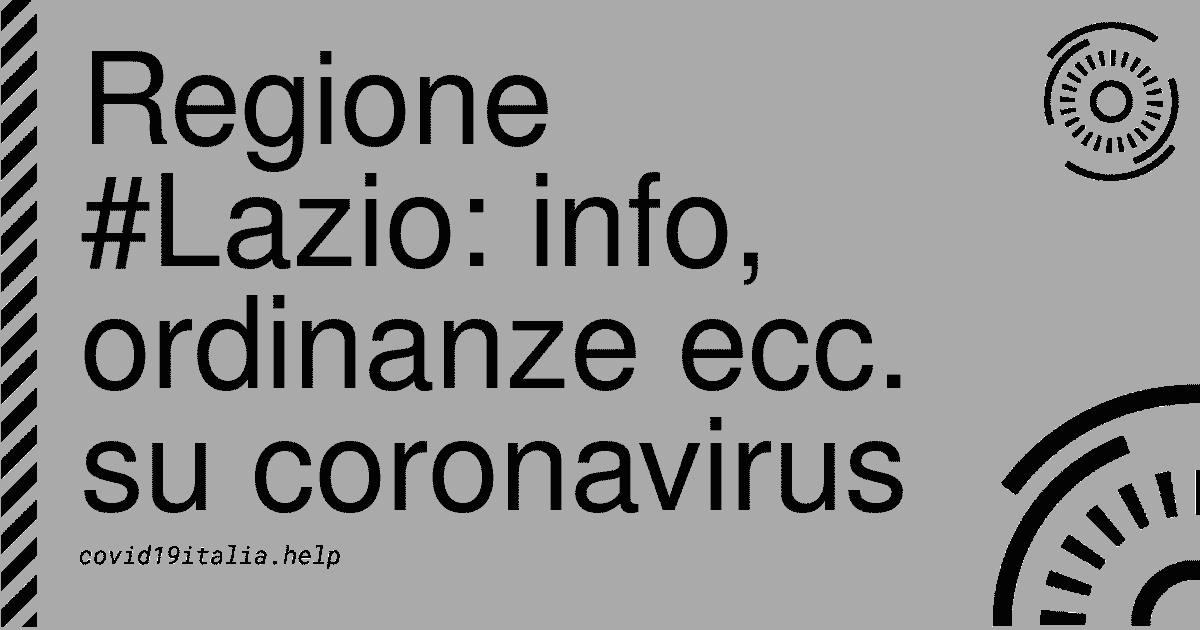 Regione
#Lazio: info,
ordinanze ecc.
su coronavirus
covid19italia.help